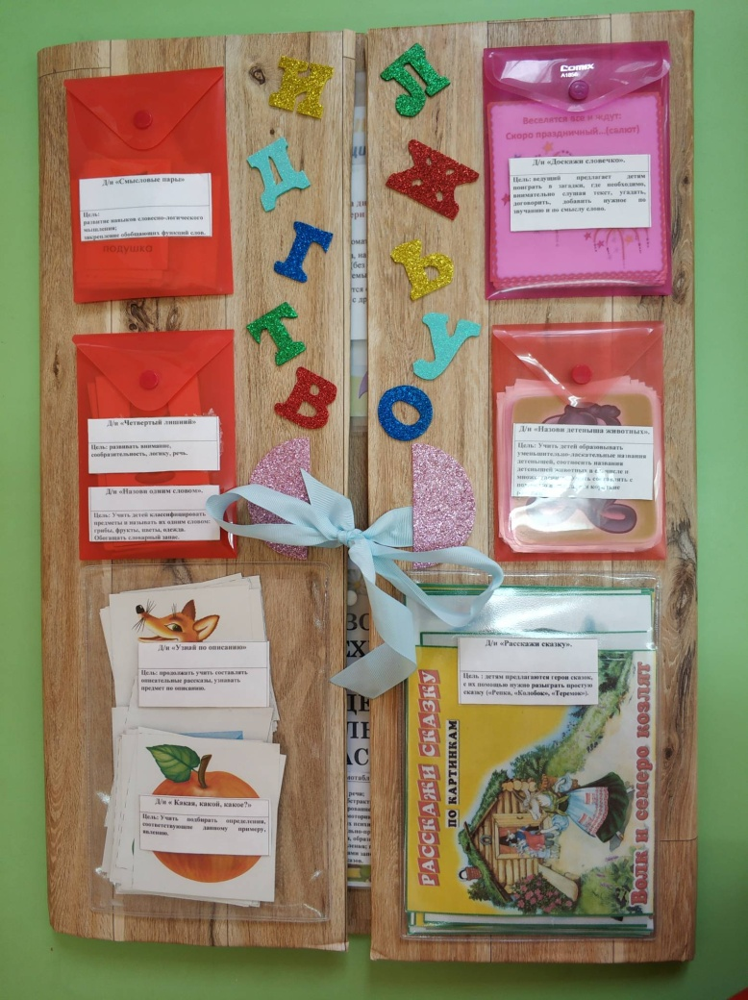 Д/и «Смысловые пары»
Цель:
развитие навыков словесно-логического
мышления;
закрепление обобщающих функций слов.
подушка
Д/и «Четвертый лишний»
Цель: развивать внимание,
сообразительность, логику, речь.
Д/и «Назови одним словом».
Цель: Учить детей классифицировать
предметы и называть их одним словом:
грибы, фрукты, цветы, одежда.
Обогащать словарный запас.
Д/и «Узнай по описанию»
Цель: продолжать учить составлять
описательные рассказы, узнавать
предмет по описанию.
Д/и « Какая, какой, какое?»
Цель:Учить подбирать определения,
соответствующие данному примеру,
явлению.
И
Д
Г
Т
В
Л
Ж
Ь
У
О
Comix
Веселятся все и ждут:
Скоро праздничный...(салют)
Д/и «Доскажи словечко».
Цель: ведущий предлагает детям
поиграть в загадки, где необходимо,
внимательно слушая текст, угадать,
договорить, добавить нужное по
звучанию и по смыслу слово.
Д/и «Назови детеныша животных».
Цель: Учить детей образовывать
уменьшительно-ласкательные названия
детенышей, соотносить названия
детенышей животных в
короткие
Д/и «Расскажи сказку».
Цель : детям предлагаются герои сказок,
с их помощью нужно разыграть простую
сказку («Репка, «Колобок», «Теремок»).
РАССКАЖИ СКАЗКУ
ПО КАРТИНКАМ
Волк и семеро козлят